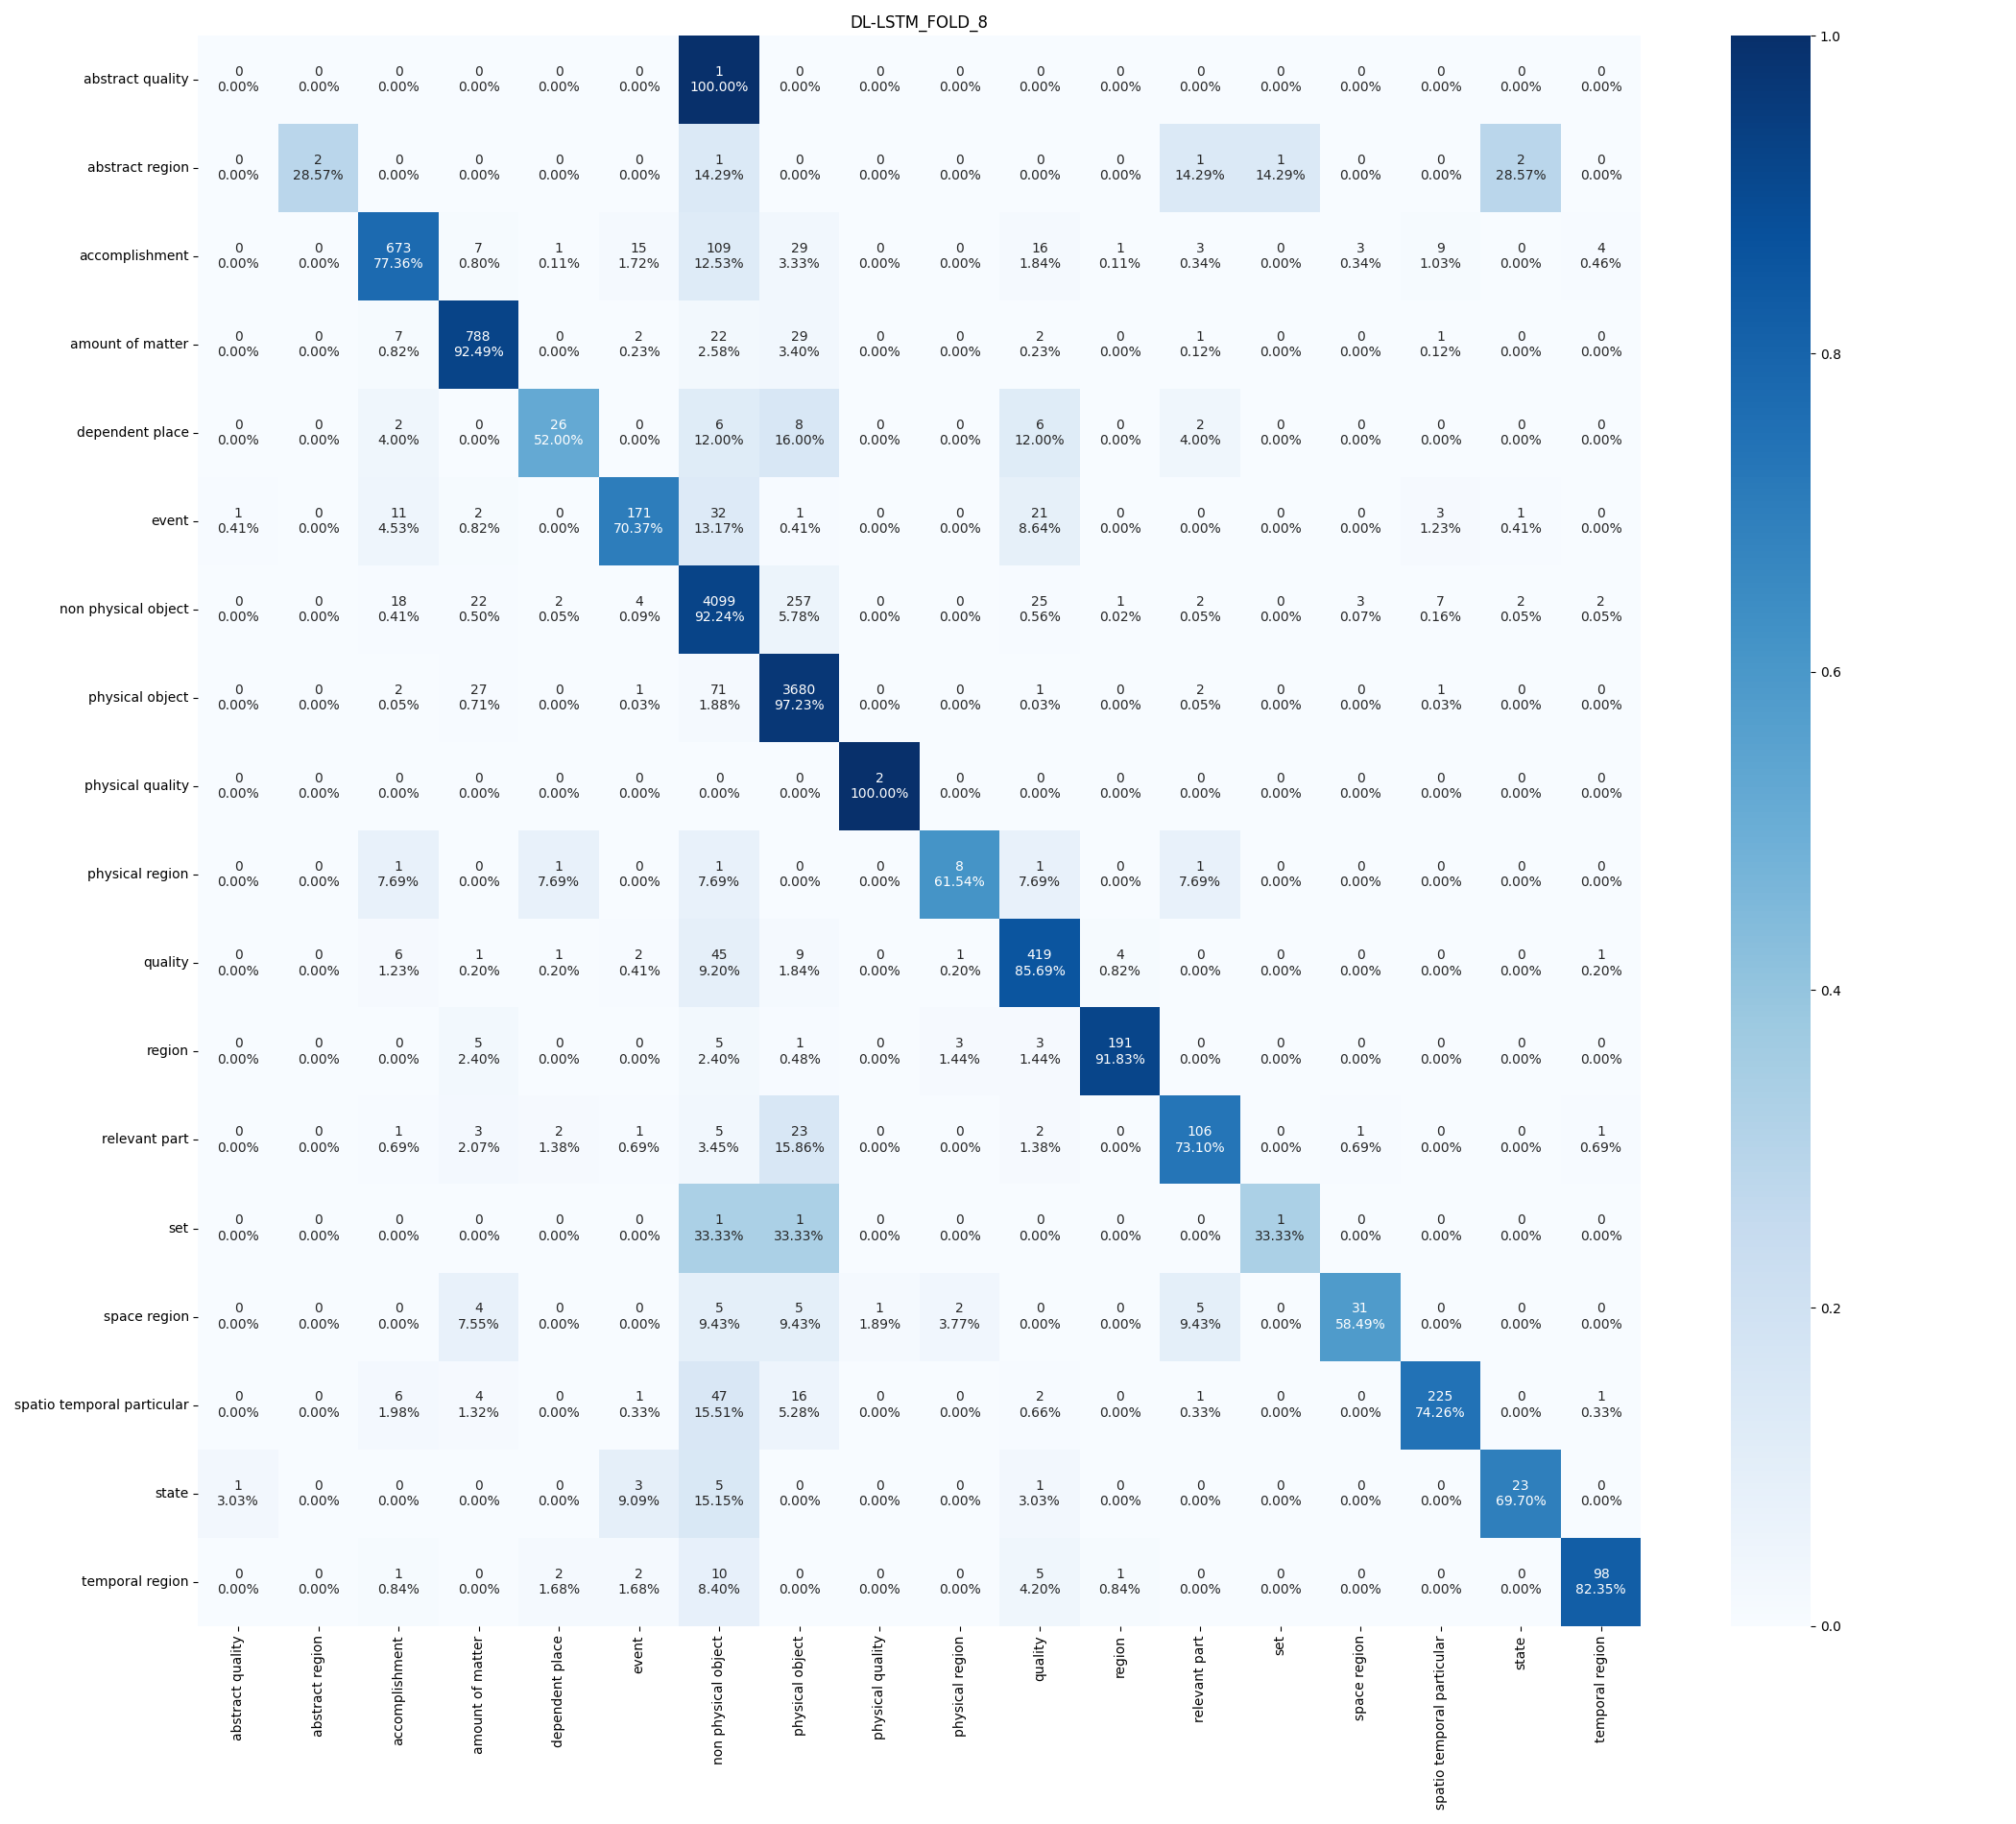 DL-LSTM_FOLD_8
abstract quality 0 0 0 0 0 0 1 0 0 0 0 0 0 0 0 0 0 0
0.00% 0.00% 0.00% 0.00% 0.00% 0.00% 100.00% 0.00% 0.00% 0.00% 0.00% 0.00% 0.00% 0.00% 0.00% 0.00% 0.00% 0.00%
abstract region 0 2 0 0 0 0 1 0 0 0 0 0 1 1 0 0 2 0
0.00% 28.57% 0.00% 0.00% 0.00% 0.00% 14.29% 0.00% 0.00% 0.00% 0.00% 0.00% 14.29% 14.29% 0.00% 0.00% 28.57% 0.00%
accomplishment 0 0 673 7 1 15 109 29 0 0 16 1 3 0 3 9 0 4
0.00% 0.00% 77.36% 0.80% 0.11% 1.72% 12.53% 3.33% 0.00% 0.00% 1.84% 0.11% 0.34% 0.00% 0.34% 1.03% 0.00% 0.46%
amount of matter 0 0 7 788 0 2 22 29 0 0 2 0 1 0 0 1 0 0
0.00% 0.00% 0.82% 92.49% 0.00% 0.23% 2.58% 3.40% 0.00% 0.00% 0.23% 0.00% 0.12% 0.00% 0.00% 0.12% 0.00% 0.00%
dependent place 0 0 2 0 26 0 6 8 0 0 6 0 2 0 0 0 0 0
0.00% 0.00% 4.00% 0.00% 52.00% 0.00% 12.00% 16.00% 0.00% 0.00% 12.00% 0.00% 4.00% 0.00% 0.00% 0.00% 0.00% 0.00%
event 1 0 11 2 0 171 32 1 0 0 21 0 0 0 0 3 1 0
0.41% 0.00% 4.53% 0.82% 0.00% 70.37% 13.17% 0.41% 0.00% 0.00% 8.64% 0.00% 0.00% 0.00% 0.00% 1.23% 0.41% 0.00%
non physical object 0 0 18 22 2 4 4099 257 0 0 25 1 2 0 3 7 2 2
0.00% 0.00% 0.41% 0.50% 0.05% 0.09% 92.24% 5.78% 0.00% 0.00% 0.56% 0.02% 0.05% 0.00% 0.07% 0.16% 0.05% 0.05%
physical object 0 0 2 27 0 1 71 3680 0 0 1 0 2 0 0 1 0 0
0.00% 0.00% 0.05% 0.71% 0.00% 0.03% 1.88% 97.23% 0.00% 0.00% 0.03% 0.00% 0.05% 0.00% 0.00% 0.03% 0.00% 0.00%
physical quality 0 0 0 0 0 0 0 0 2 0 0 0 0 0 0 0 0 0
0.00% 0.00% 0.00% 0.00% 0.00% 0.00% 0.00% 0.00% 100.00% 0.00% 0.00% 0.00% 0.00% 0.00% 0.00% 0.00% 0.00% 0.00%
physical region 0 0 1 0 1 0 1 0 0 8 1 0 1 0 0 0 0 0
0.00% 0.00% 7.69% 0.00% 7.69% 0.00% 7.69% 0.00% 0.00% 61.54% 7.69% 0.00% 7.69% 0.00% 0.00% 0.00% 0.00% 0.00%
quality 0 0 6 1 1 2 45 9 0 1 419 4 0 0 0 0 0 1
0.00% 0.00% 1.23% 0.20% 0.20% 0.41% 9.20% 1.84% 0.00% 0.20% 85.69% 0.82% 0.00% 0.00% 0.00% 0.00% 0.00% 0.20%
region 0 0 0 5 0 0 5 1 0 3 3 191 0 0 0 0 0 0
0.00% 0.00% 0.00% 2.40% 0.00% 0.00% 2.40% 0.48% 0.00% 1.44% 1.44% 91.83% 0.00% 0.00% 0.00% 0.00% 0.00% 0.00%
relevant part 0 0 1 3 2 1 5 23 0 0 2 0 106 0 1 0 0 1
0.00% 0.00% 0.69% 2.07% 1.38% 0.69% 3.45% 15.86% 0.00% 0.00% 1.38% 0.00% 73.10% 0.00% 0.69% 0.00% 0.00% 0.69%
set 0 0 0 0 0 0 1 1 0 0 0 0 0 1 0 0 0 0
0.00% 0.00% 0.00% 0.00% 0.00% 0.00% 33.33% 33.33% 0.00% 0.00% 0.00% 0.00% 0.00% 33.33% 0.00% 0.00% 0.00% 0.00%
space region 0 0 0 4 0 0 5 5 1 2 0 0 5 0 31 0 0 0
0.00% 0.00% 0.00% 7.55% 0.00% 0.00% 9.43% 9.43% 1.89% 3.77% 0.00% 0.00% 9.43% 0.00% 58.49% 0.00% 0.00% 0.00%
spatio temporal particular 0 0 6 4 0 1 47 16 0 0 2 0 1 0 0 225 0 1
0.00% 0.00% 1.98% 1.32% 0.00% 0.33% 15.51% 5.28% 0.00% 0.00% 0.66% 0.00% 0.33% 0.00% 0.00% 74.26% 0.00% 0.33%
state 1 0 0 0 0 3 5 0 0 0 1 0 0 0 0 0 23 0
3.03% 0.00% 0.00% 0.00% 0.00% 9.09% 15.15% 0.00% 0.00% 0.00% 3.03% 0.00% 0.00% 0.00% 0.00% 0.00% 69.70% 0.00%
temporal region 0 0 1 0 2 2 10 0 0 0 5 1 0 0 0 0 0 98
0.00% 0.00% 0.84% 0.00% 1.68% 1.68% 8.40% 0.00% 0.00% 0.00% 4.20% 0.84% 0.00% 0.00% 0.00% 0.00% 0.00% 82.35%
abstract quality
abstract region
accomplishment
amount of matter
dependent place
event
non physical object
physical object
physical quality
physical region
quality
region
relevant part
set
space region
spatio temporal particular
state
temporal region
1.0
0.8
0.6
0.4
0.2
0.0